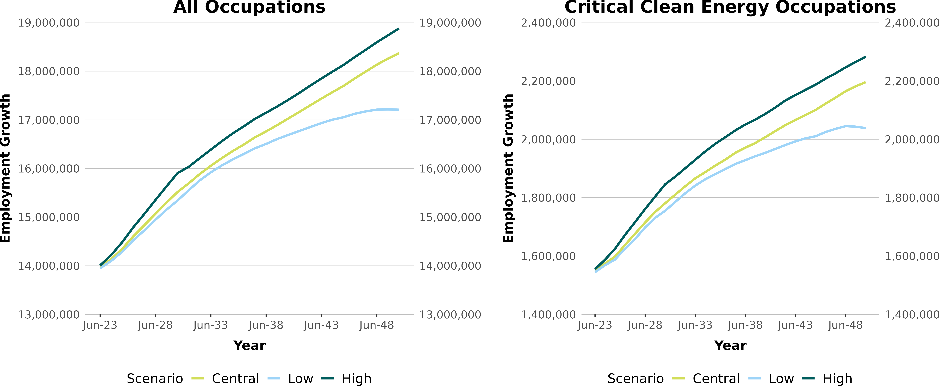 All Occupations
19,000,000 19,000,000
18,000,000 18,000,000
17,000,000 17,000,000
16,000,000 16,000,000
15,000,000 15,000,000
14,000,000 14,000,000
13,000,000 13,000,000
Employment Growth
Jun-23 Jun-28 Jun-33 Jun-38 Jun-43 Jun-48
Year
Scenario Central Low High
Critical Clean Energy Occupations
2,400,000 2,400,000
2,200,000 2,200,000
2,000,000 2,000,000
1,800,000 1,800,000
1,600,000 1,600,000
1,400,000 1,400,000
Employment Growth
Jun-23 Jun-28 Jun-33 Jun-38 Jun-43 Jun-48
Year
Scenario Central Low High